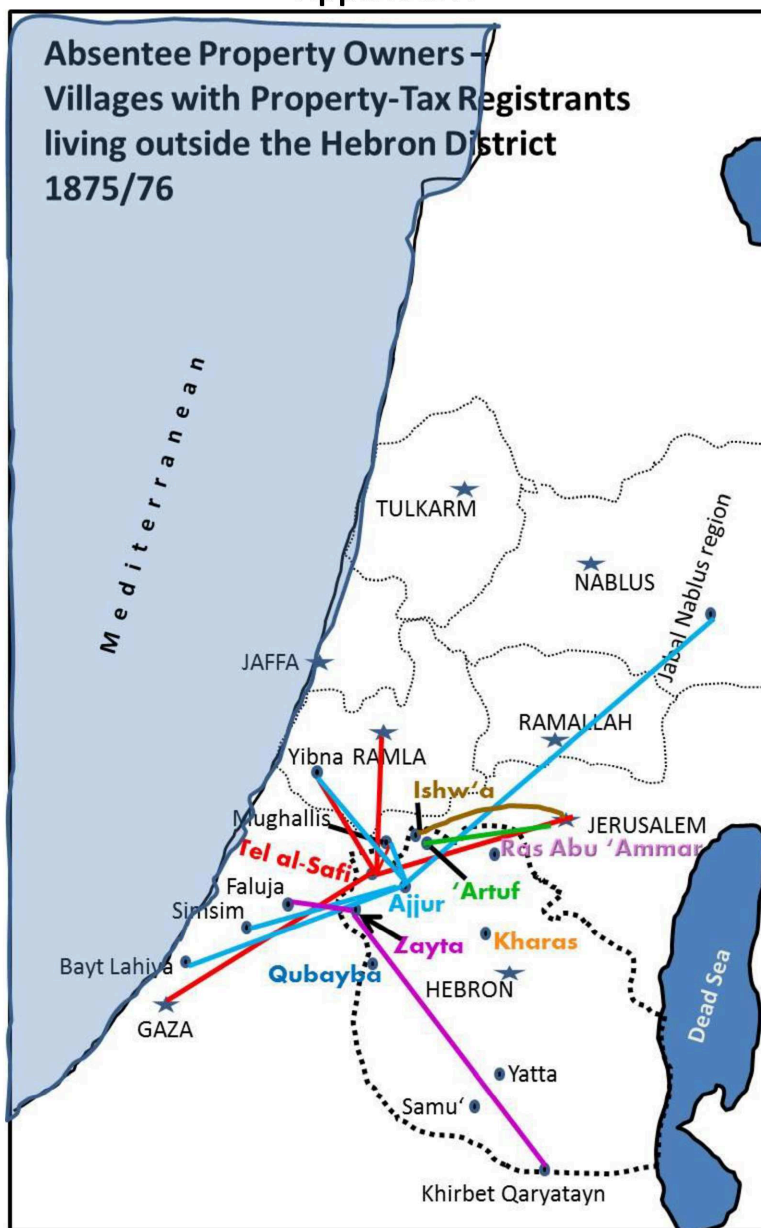 Absentee Property Owners –
Villages with Property-Tax Registrants
living outside the Hebron District
1875/76
Mediterranean
TULKARM
NABLUS
Jabal Nablus region
JAFFA
RAMALLAH
Yibna RAMLA
Ishw‘a
Mughallis
JERUSALEM
Tel al-Safi
Ras Abu ‘Ammar
‘Artuf
Faluja
Ajjur
Simsim
Zayta
Kharas
Bayt Lahiya
Qubayba
HEBRON
GAZA
Dead Sea
Yatta
Samu‘
Khirbet Qaryatayn